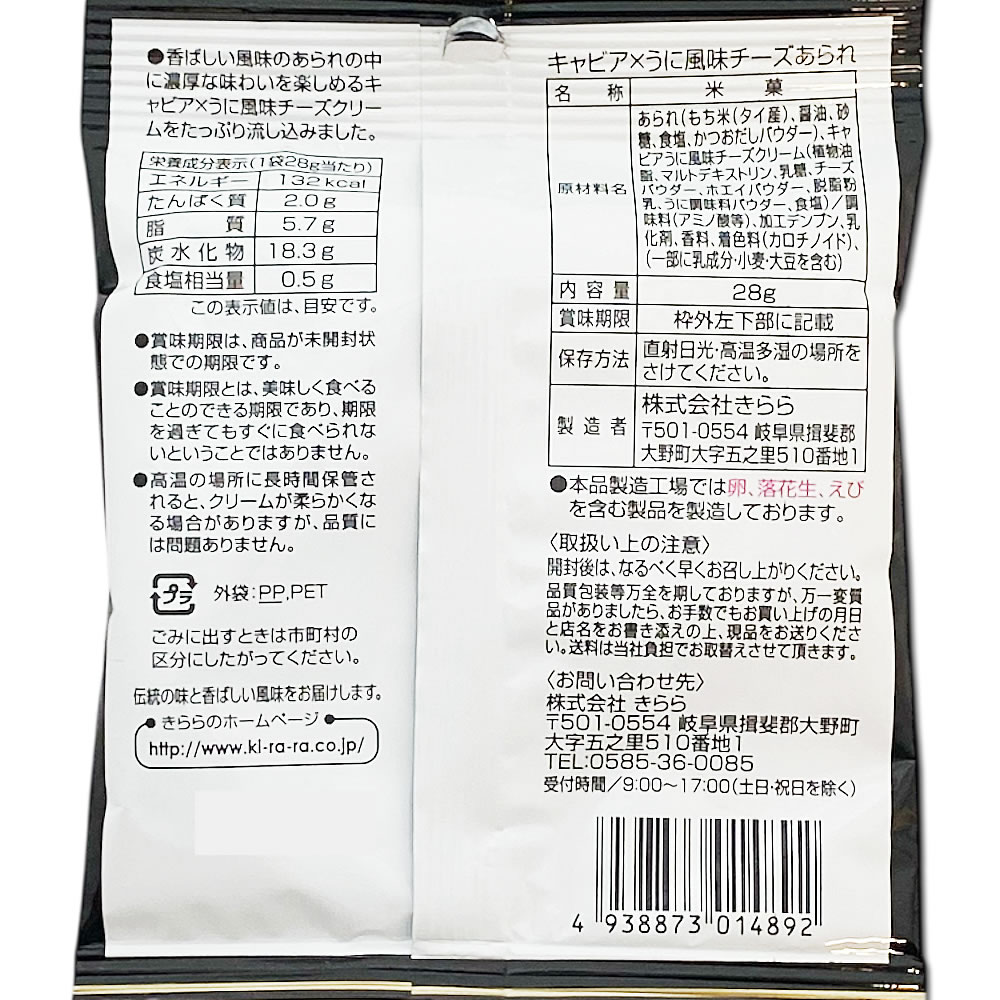 ●香ばしい風味のあられの中
に濃厚な味わいを楽しめるキ
ャビア×うに風味チーズクリー
ムをたっぷり流し込みました。
栄養成分表示(1袋28g当たり)
エネルギー 132kcal
たんぱく質 2.0g
脂質 5.7g
炭水化物 18.3g
食塩相当量 0.5g
この表示値は、目安です。
●賞味期限は、商品が未開封状
態での期限です。
●賞味期限とは、美味しく食べる
ことのできる期限であり、期限
を過ぎてもすぐに食べられな
いということではありません。
●高温の場所に長時間保管さ
れると、クリームが柔らかくな
る場合がありますが、品質に
は問題ありません。
プラ 外袋:PP,PET
ごみに出すときは市町村の
区分にしたがってください。
伝統の味と香ばしい風味をお届けします。
●きららのホームページ●
http://www.ki-ra-ra.co.jp/
キャビア×うに風味チーズあられ
名称 米菓
原材料名 あられ(もち米(タイ産)、醤油、砂
糖、食塩、かつおだしパウダー)、キャ
ビアうに風味チーズクリーム(植物油
脂、マルトデキストリン、乳糖、チーズ
パウダー、ホエイパウダー、脱脂粉
乳、うに調味料パウダー、食塩)/調
味料(アミノ酸等)、加工デンプン、乳
化剤、香料、着色料(カロチノイド)、
(一部に乳成分・小麦・大豆を含む)
内容量 28g
賞味期限 枠外左下部に記載
保存方法 直射日光・高温多湿の場所を
さけてください。
製造者 株式会社きらら
〒501-0554 岐阜県揖斐郡
大野町大字五之里510番地1
●本品製造工場では卵、落花生、えび
を含む製品を製造しております。
〈取扱い上の注意〉
開封後は、なるべく早くお召し上がりください。
品質包装等万全を期しておりますが、万一変質
品がありましたら、お手数でもお買い上げの月日
と店名をお書き添えの上、現品をお送りくださ
い。送料は当社負担でお取替えさせて頂きます。
〈お問い合わせ先〉
株式会社 きらら
〒501-0554 岐阜県揖斐郡大野町
大字五之里510番地1
TEL:0585-36-0085
受付時間/9:00〜17:00(土日・祝日を除く)
4 938873 014892